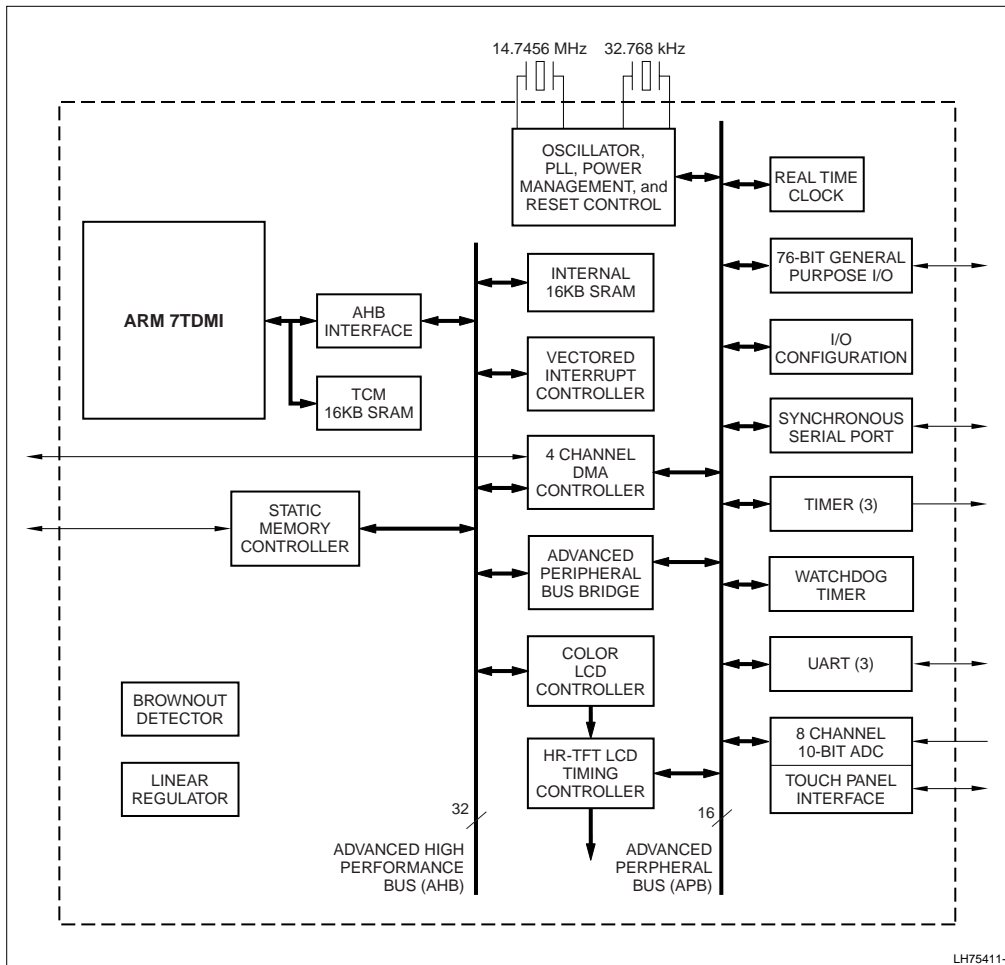 14.7456 MHz
32.768 kHz
OSCILLATOR,
PLL, POWER
MANAGEMENT, and
RESET CONTROL
REAL TIME
CLOCK
ARM 7TDMI
AHB
INTERFACE
TCM
16KB SRAM
INTERNAL
16KB SRAM
VECTORED
INTERRUPT
CONTROLLER
4 CHANNEL
DMA
CONTROLLER
STATIC
MEMORY
CONTROLLER
ADVANCED
PERIPHERAL
BUS BRIDGE
COLOR
LCD
CONTROLLER
HR-TFT LCD
TIMING
CONTROLLER
76-BIT GENERAL
PURPOSE I/O
I/O
CONFIGURATION
SYNCHRONOUS
SERIAL PORT
TIMER (3)
WATCHDOG
TIMER
UART (3)
8 CHANNEL
10-BIT ADC
TOUCH PANEL
INTERFACE
BROWNOUT
DETECTOR
LINEAR
REGULATOR
32
ADVANCED HIGH
PERFORMANCE
BUS (AHB)
16
ADVANCED
PERPHERAL
BUS (APB)
LH75411-